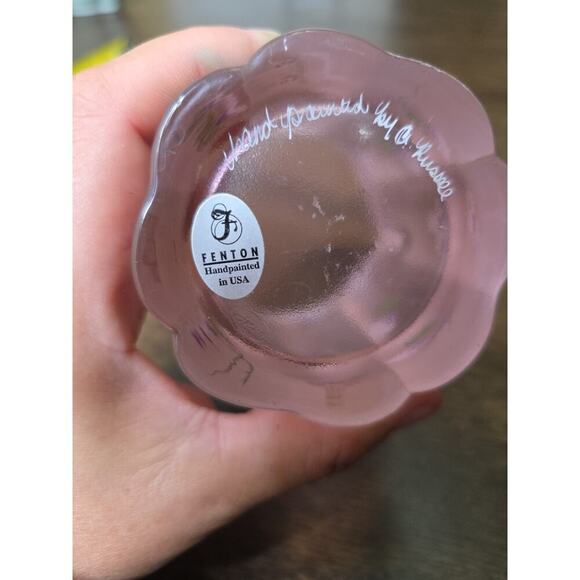 Hand painted by
F
FENTON
Handpainted
in USA